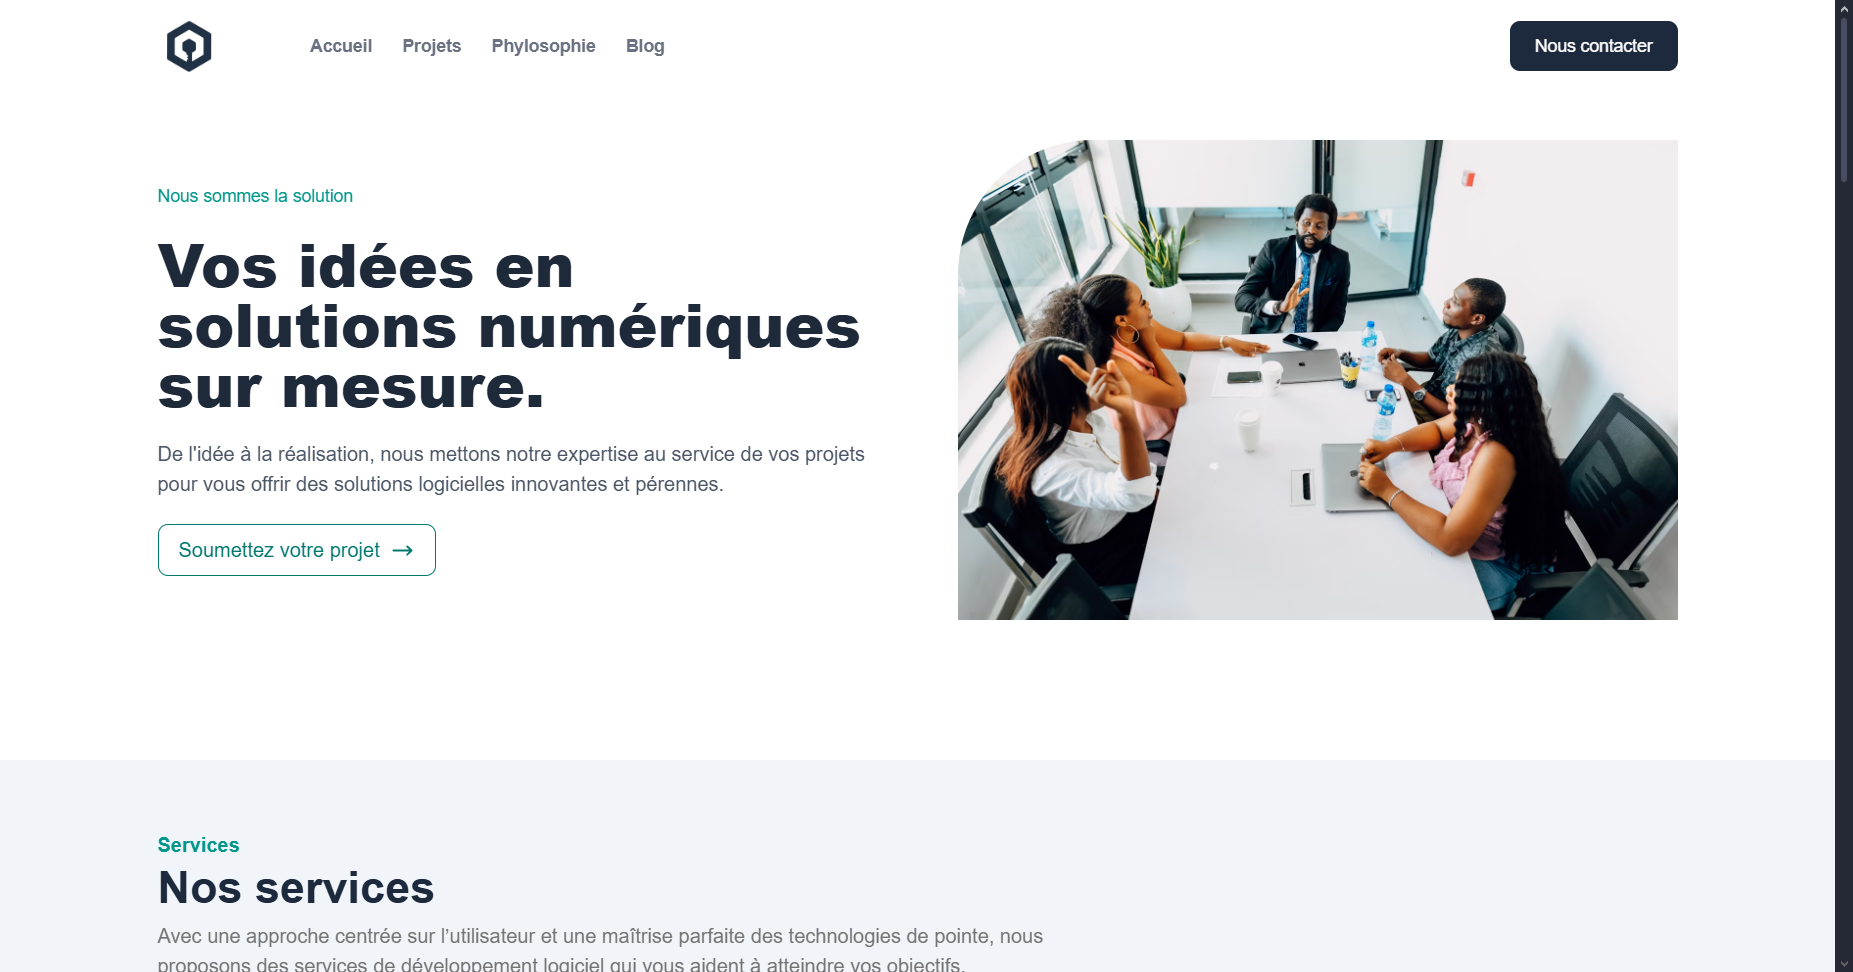 Accueil Projets Phylosophie Blog Nous contacter
Nous sommes la solution
Vos idées en
solutions numériques
sur mesure.
De l'idée à la réalisation, nous mettons notre expertise au service de vos projets
pour vous offrir des solutions logicielles innovantes et pérennes.
Soumettez votre projet →
Services
Nos services
Avec une approche centrée sur l’utilisateur et une maîtrise parfaite des technologies de pointe, nous
proposons des services de développement logiciel qui vous aident à atteindre vos objectifs.